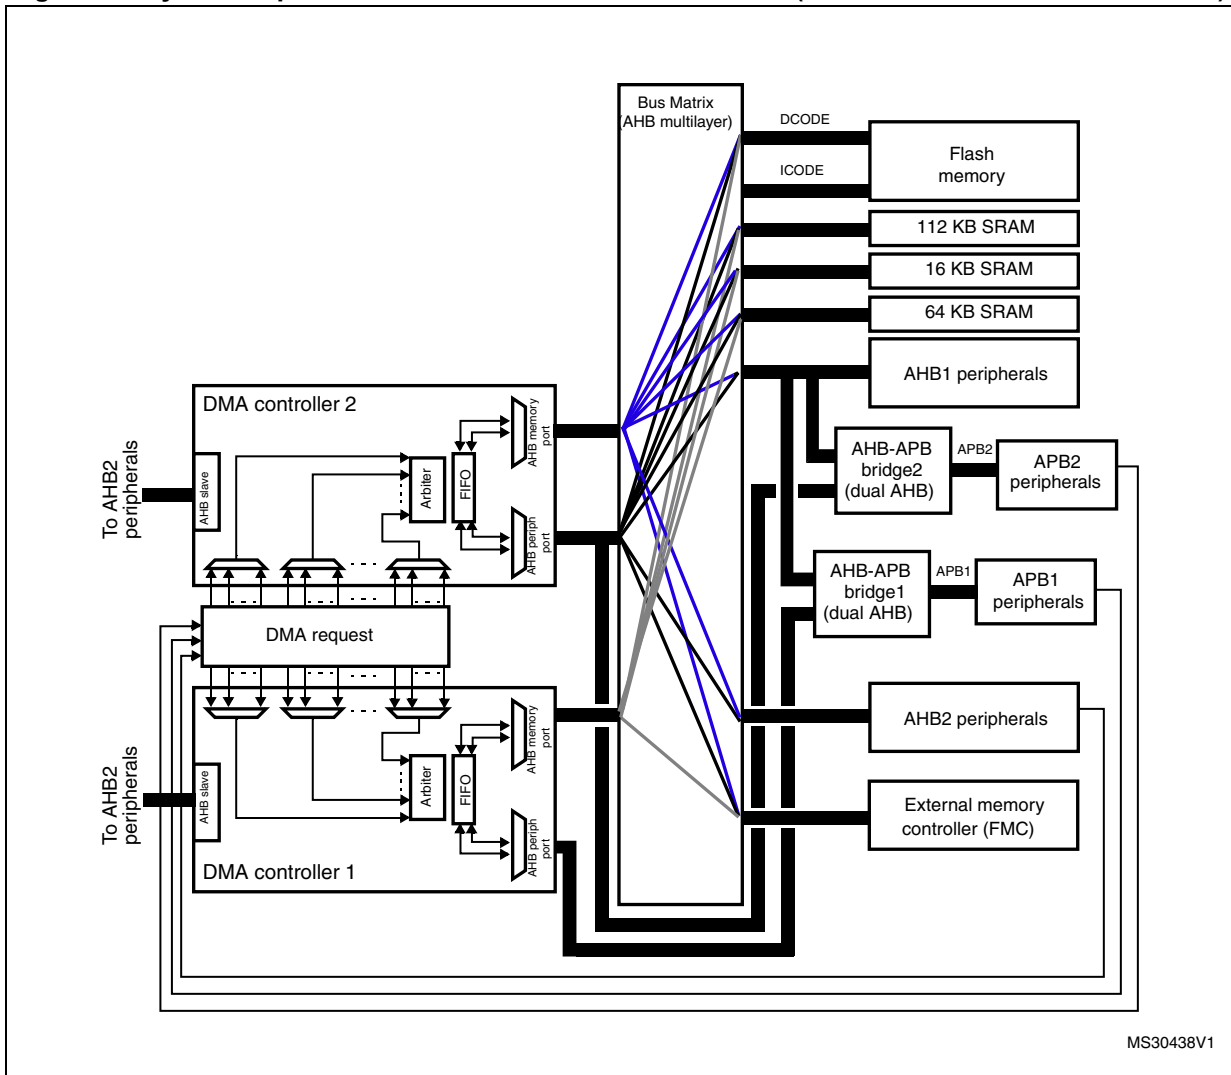 Bus Matrix
(AHB multilayer)
DCODE
ICODE
Flash
memory
112 KB SRAM
16 KB SRAM
64 KB SRAM
AHB1 peripherals
DMA controller 2
To AHB2
peripherals
AHB slave
Arbiter
FIFO
AHB memory
port
AHB periph
port
AHB-APB
bridge2
(dual AHB)
APB2
APB2
peripherals
AHB-APB
bridge1
(dual AHB)
APB1
APB1
peripherals
DMA request
To AHB2
peripherals
AHB slave
Arbiter
FIFO
AHB memory
port
AHB periph
port
DMA controller 1
AHB2 peripherals
External memory
controller (FMC)
MS30438V1